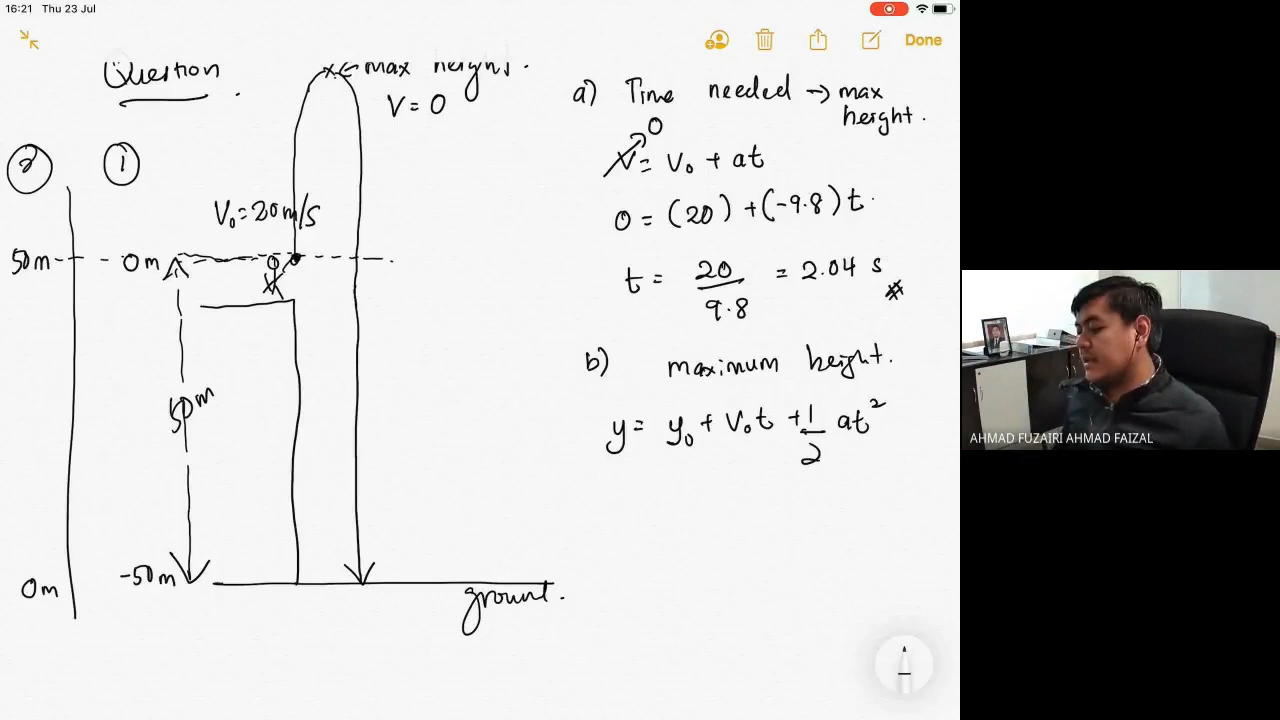 16:21 Thu 23 Jul
Done
Question
max height.
V = 0
② ①
V₀ = 20 m/s
50m 0m
50m
-50m
0m
ground.
a) Time needed → max
height.
0
V = V₀ + at
0 = (20) + (-9.8) t
t = 20/9.8 = 2.04 s
#
b) maximum height.
y = y₀ + V₀t + 1/2 at²
AHMAD FUZAIRI AHMAD FAIZAL